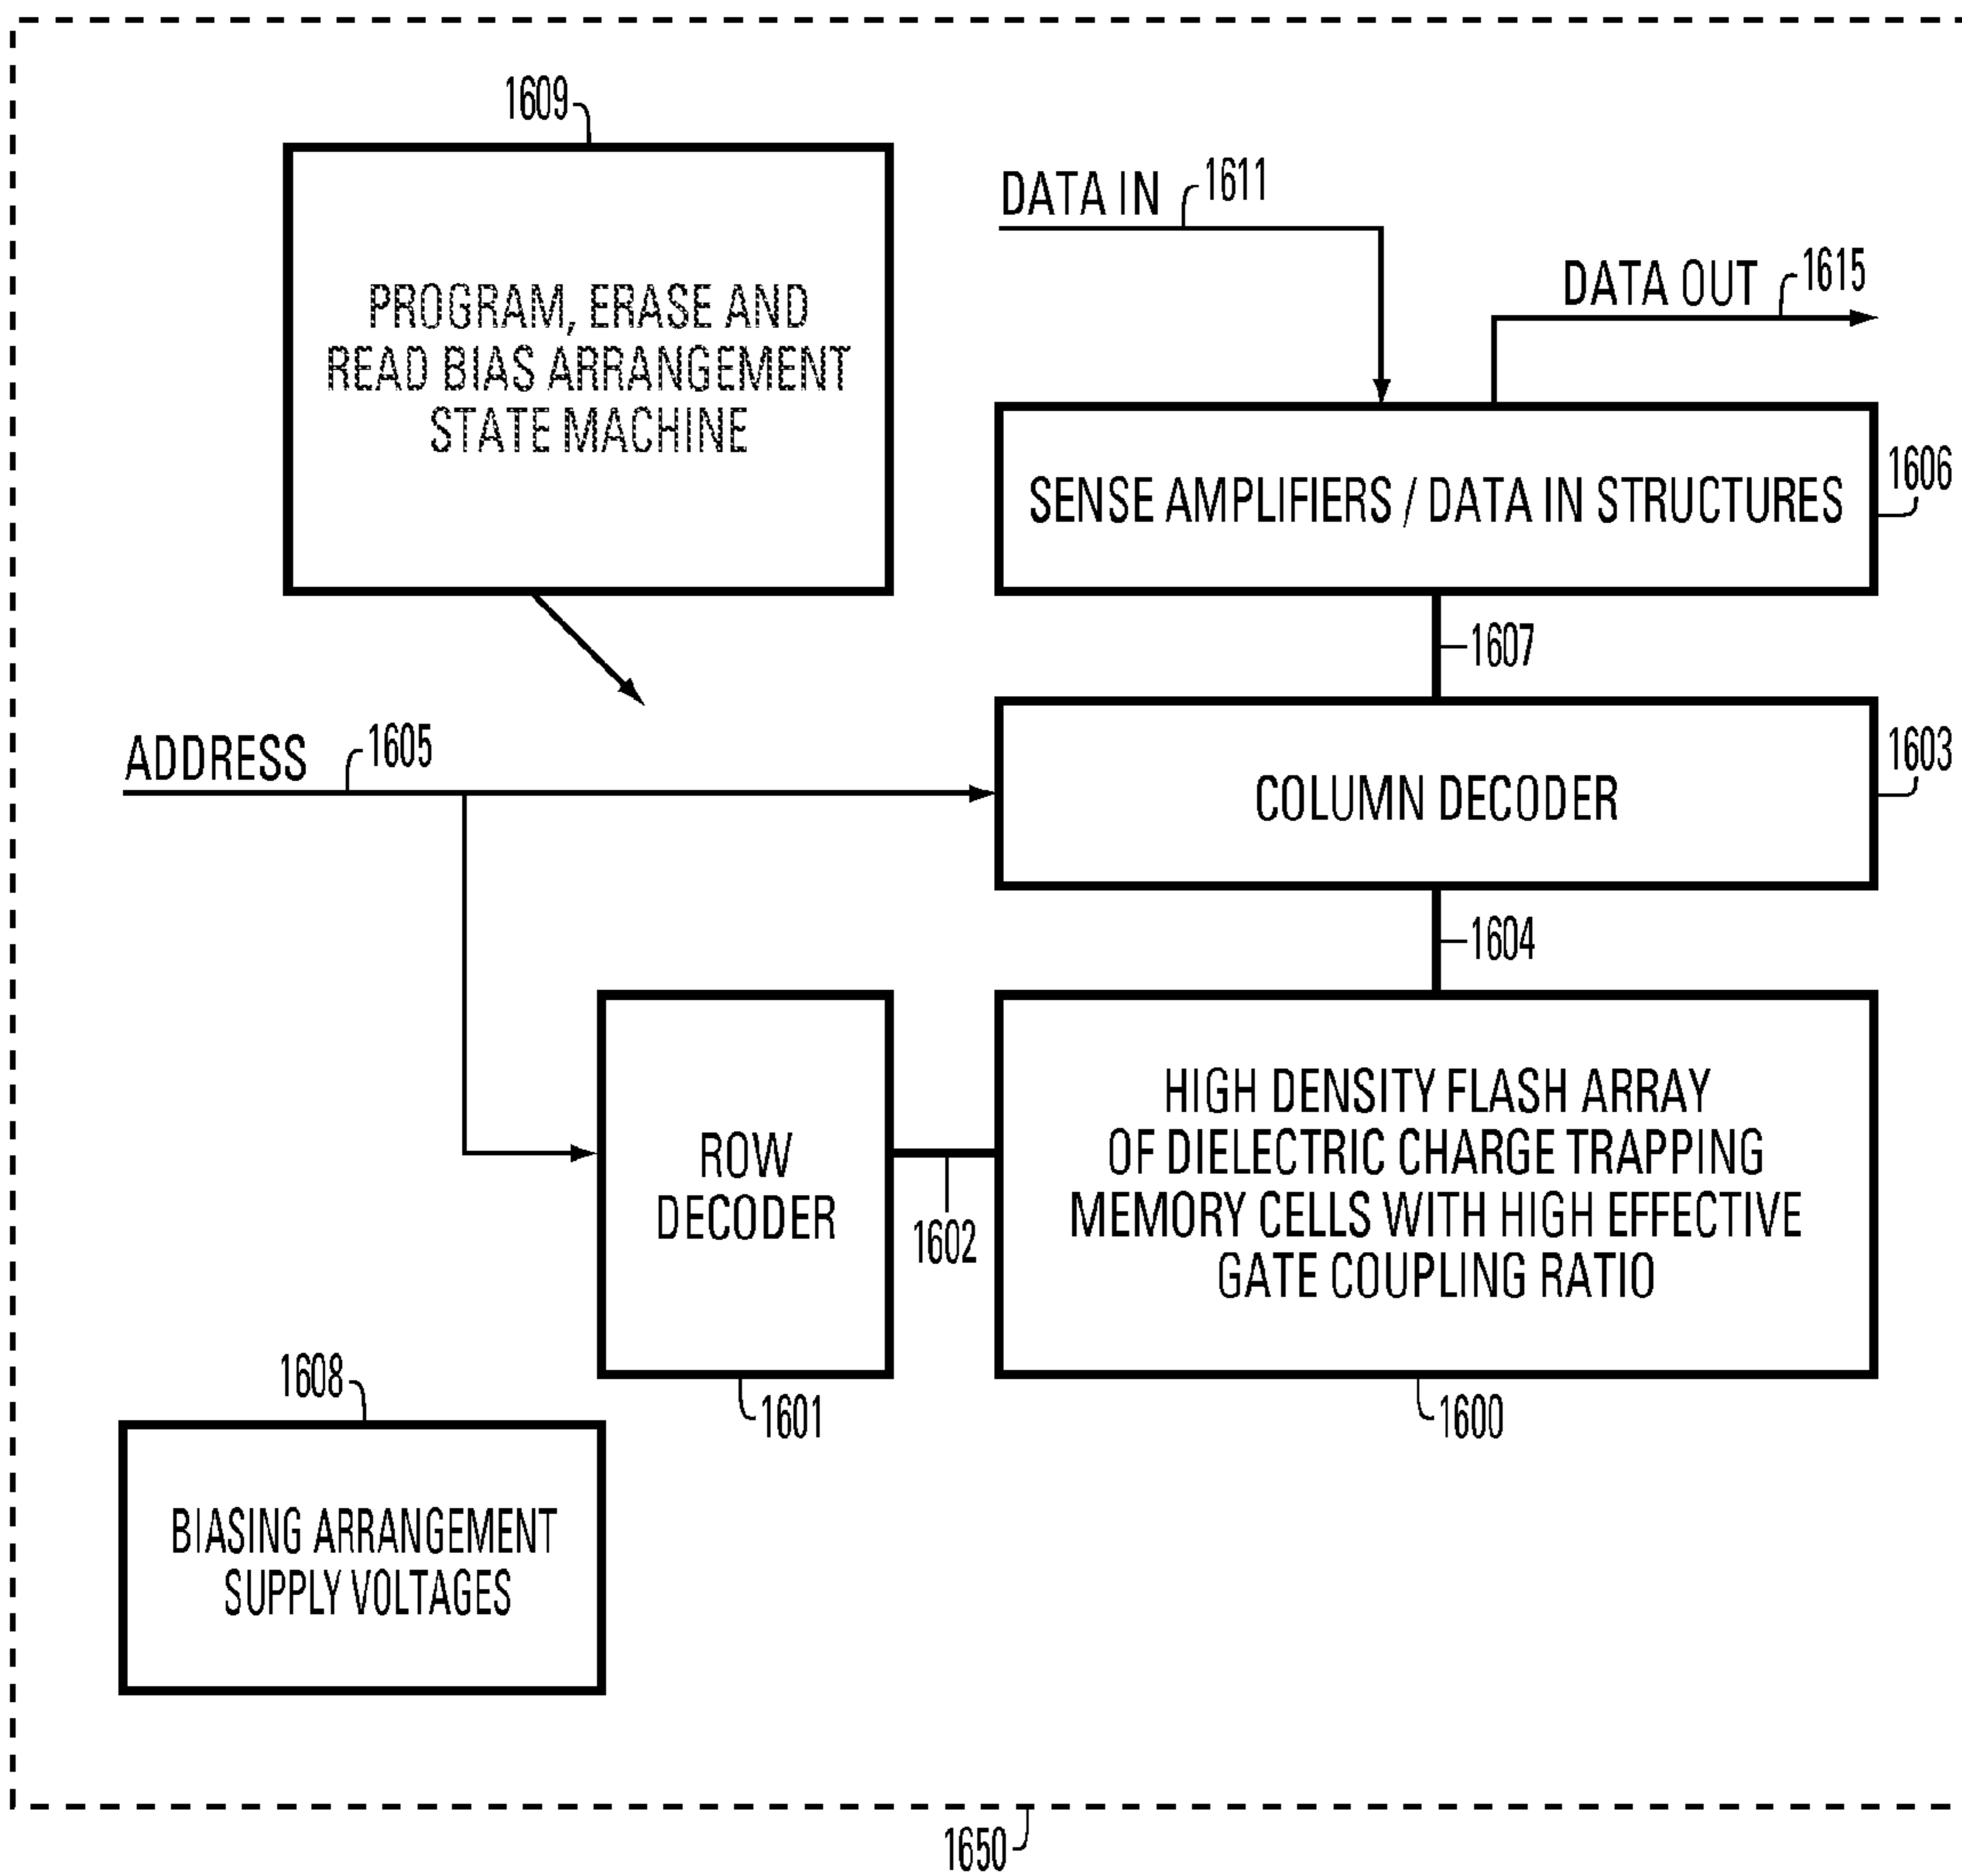 1609
PROGRAM, ERASE AND
READ BIAS ARRANGEMENT
STATE MACHINE
DATA IN
1611
DATA OUT
1615
SENSE AMPLIFIERS / DATA IN STRUCTURES
1606
1607
ADDRESS
1605
COLUMN DECODER
1603
1604
ROW
DECODER
1601
1602
HIGH DENSITY FLASH ARRAY
OF DIELECTRIC CHARGE TRAPPING
MEMORY CELLS WITH HIGH EFFECTIVE
GATE COUPLING RATIO
1600
1608
BIASING ARRANGEMENT
SUPPLY VOLTAGES
1650